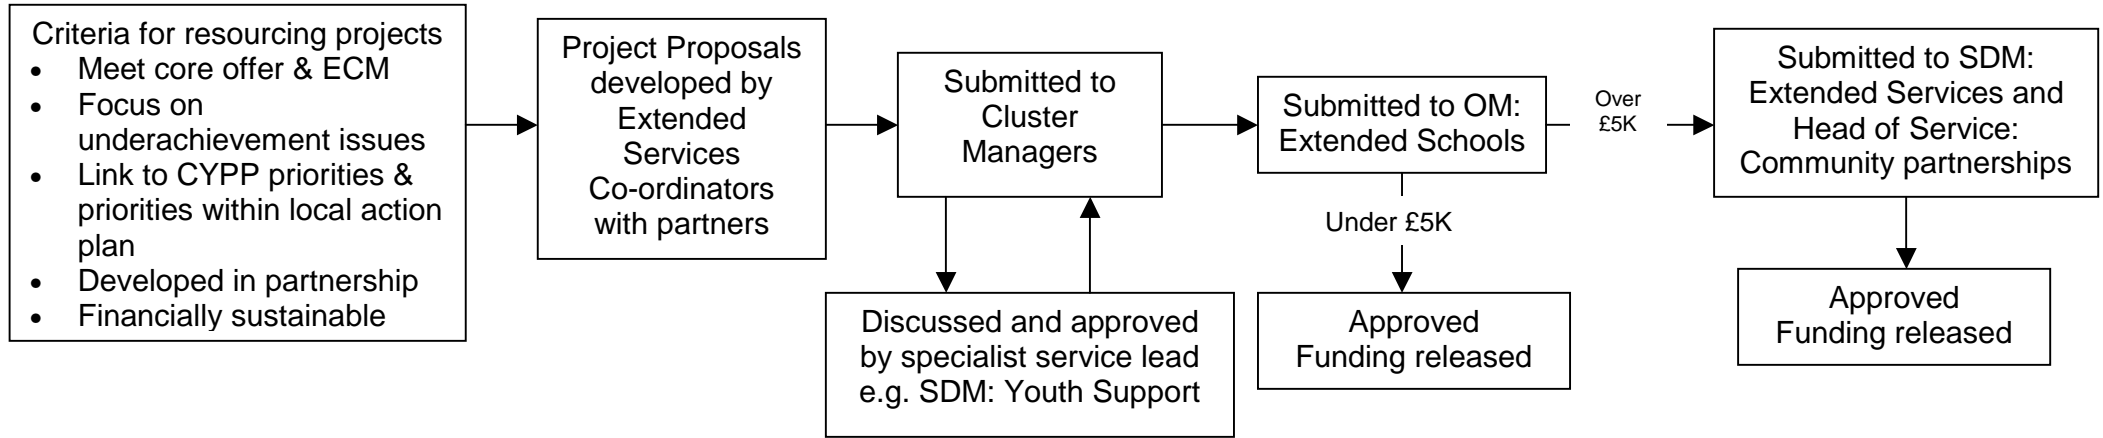 Criteria for resourcing projects
• Meet core offer & ECM
• Focus on
underachievement issues
• Link to CYPP priorities &
priorities within local action
plan
• Developed in partnership
• Financially sustainable
Project Proposals
developed by
Extended
Services
Co-ordinators
with partners
Submitted to
Cluster
Managers
Discussed and approved
by specialist service lead
e.g. SDM: Youth Support
Submitted to OM:
Extended Schools
Under £5K
Approved
Funding released
Over
£5K
Submitted to SDM:
Extended Services and
Head of Service:
Community partnerships
Approved
Funding released